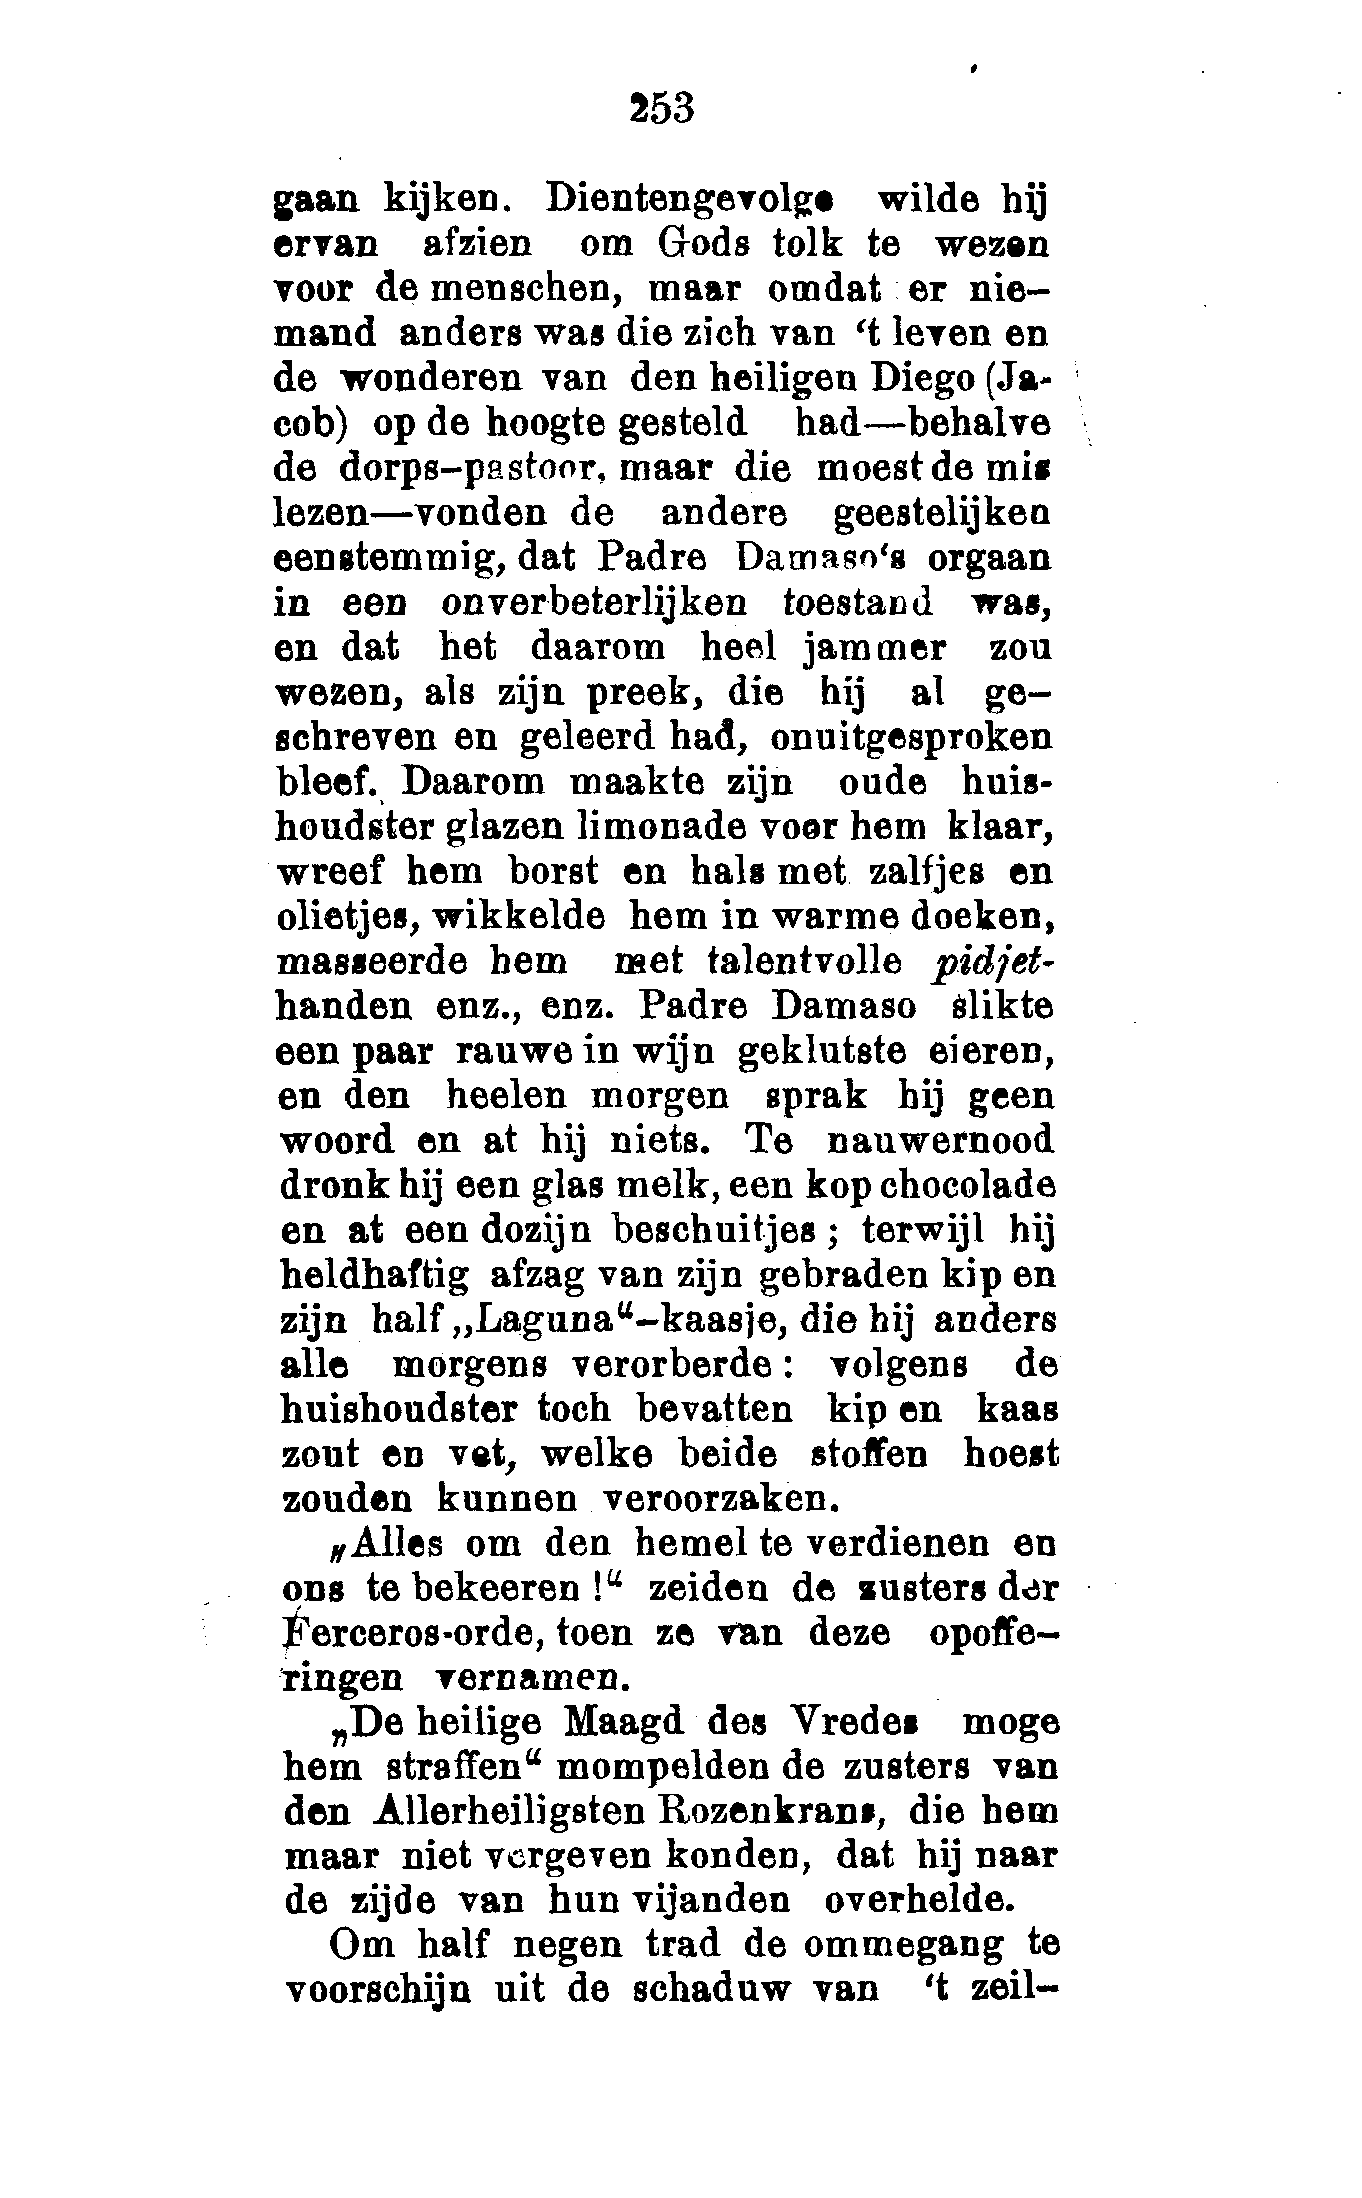 253
gaan kijken. Dientengevolge wilde hij
ervan afzien om Gods tolk te wezen
voor de menschen, maar omdat er nie-
mand anders was die zich van ‘t leven en
de wonderen van den heiligen Diego (Ja-
cob) op de hoogte gesteld had—behalve
de dorps-pastoor, maar die moest de mis
lezen—vonden de andere geestelijken
eenstemmig, dat Padre Damaso‘s orgaan
in een onverbeterlijken toestand was,
en dat het daarom heel jammer zou
wezen, als zijn preek, die hij al ge-
schreven en geleerd had, onuitgesproken
bleef. Daarom maakte zijn oude huis-
houdster glazen limonade voor hem klaar,
wreef hem borst en hals met zalfjes en
olietjes, wikkelde hem in warme doeken,
masseerde hem met talentvolle pidjet-
handen enz., enz. Padre Damaso slikte
een paar rauwe in wijn geklutste eieren,
en den heelen morgen sprak hij geen
woord en at hij niets. Te nauwernood
dronk hij een glas melk, een kop chocolade
en at een dozijn beschuitjes ; terwijl hij
heldhaftig afzag van zijn gebraden kip en
zijn half „Laguna“-kaasje, die hij anders
alle morgens verorberde : volgens de
huishoudster toch bevatten kip en kaas
zout en vet, welke beide stoffen hoest
zouden kunnen veroorzaken.
„Alles om den hemel te verdienen en
ons te bekeeren !“ zeiden de zusters der
Ferceros-orde, toen ze van deze opoffe-
ringen vernamen.
„De heilige Maagd des Vredes moge
hem straffen“ mompelden de zusters van
den Allerheiligsten Rozenkrans, die hem
maar niet vergeven konden, dat hij naar
de zijde van hun vijanden overhelde.
Om half negen trad de ommegang te
voorschijn uit de schaduw van ‘t zeil-